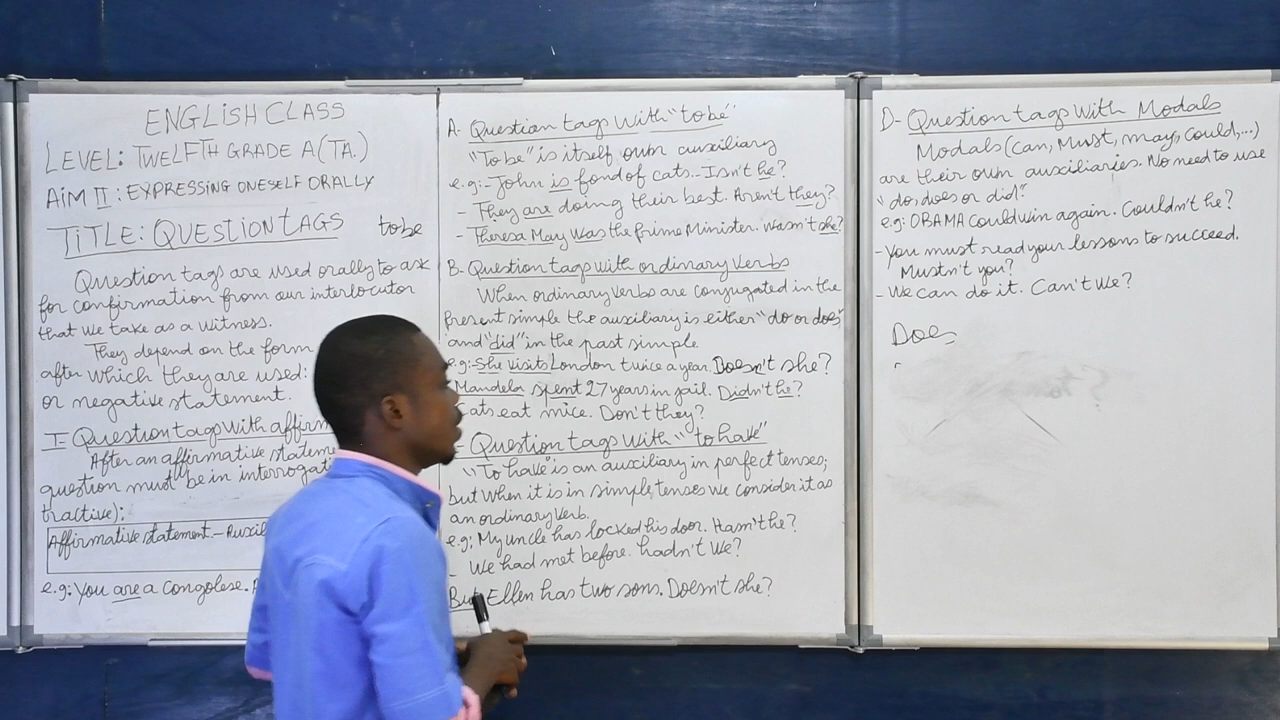 ENGLISH CLASS
LEVEL: TWELFTH GRADE A (TA.)
AIM II : EXPRESSING ONESELF ORALLY
TITLE: QUESTION TAGS to be
Question tags are used orally to ask
for confirmation from our interlocutor
that we take as a witness.
They depend on the form
after which they are used:
or negative statement.
I- Question tags with affirm
After an affirmative stateme
question must be in interrogati
tractive):
Affirmative statement. - Auxil
e.g: You are a Congolese.
A- Question tags with "to be"
"To be" is itself own auxiliary
e.g:- John is fond of cats. - Isn't he?
- They are doing their best. Aren't they?
- Theresa May was the Prime Minister. Wasn't she?
B- Question tags with ordinary verbs
When ordinary verbs are conjugated in the
present simple the auxiliary is either "do or does"
and "did" in the past simple
e.g:- She visits London twice a year. Doesn't she?
Mandela spent 27 years in jail. Didn't he?
Cats eat mice. Don't they?
- Question tags with "to have"
"To have" is an auxiliary in perfect tenses;
but when it is in simple tenses we consider it as
an ordinary verb.
e.g; My uncle has locked his door. Hasn't he?
- We had met before. hadn't we?
But Ellen has two sons. Doesn't she?
D- Question tags with Modals
Modals (can, Must, may, Could,...)
are their own auxiliaries. No need to use
"do, does or did".
e.g: OBAMA could win again. Couldn't he?
- You must read your lessons to succeed.
Mustn't you?
- We can do it. Can't we?
Does